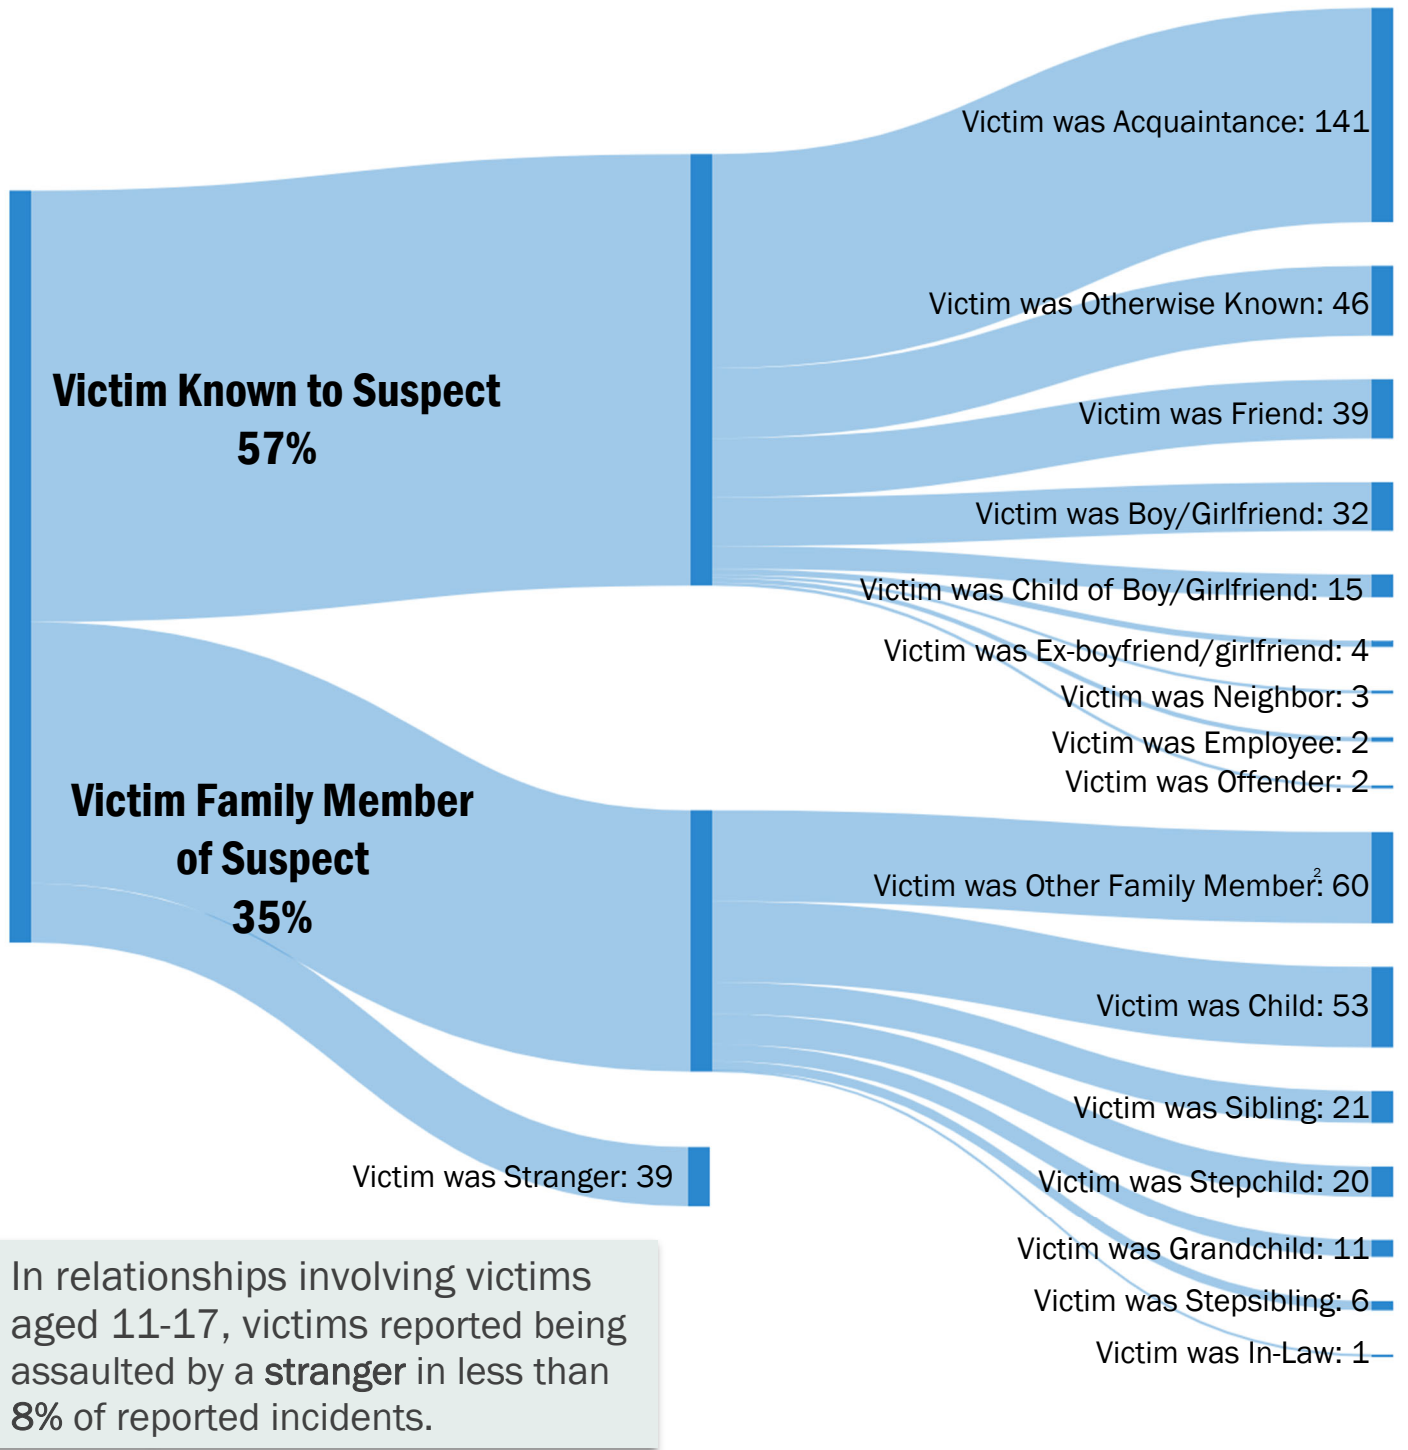 Victim was Acquaintance: 141
Victim was Otherwise Known: 46
Victim Known to Suspect
57%
Victim was Friend: 39
Victim was Boy/Girlfriend: 32
Victim was Child of Boy/Girlfriend: 15
Victim was Ex-boyfriend/girlfriend: 4
Victim was Neighbor: 3
Victim was Employee: 2
Victim was Offender: 2
Victim Family Member
of Suspect
35%
Victim was Other Family Member²: 60
Victim was Child: 53
Victim was Sibling: 21
Victim was Stepchild: 20
Victim was Grandchild: 11
Victim was Stepsibling: 6
Victim was In-Law: 1
Victim was Stranger: 39
In relationships involving victims
aged 11-17, victims reported being
assaulted by a stranger in less than
8% of reported incidents.